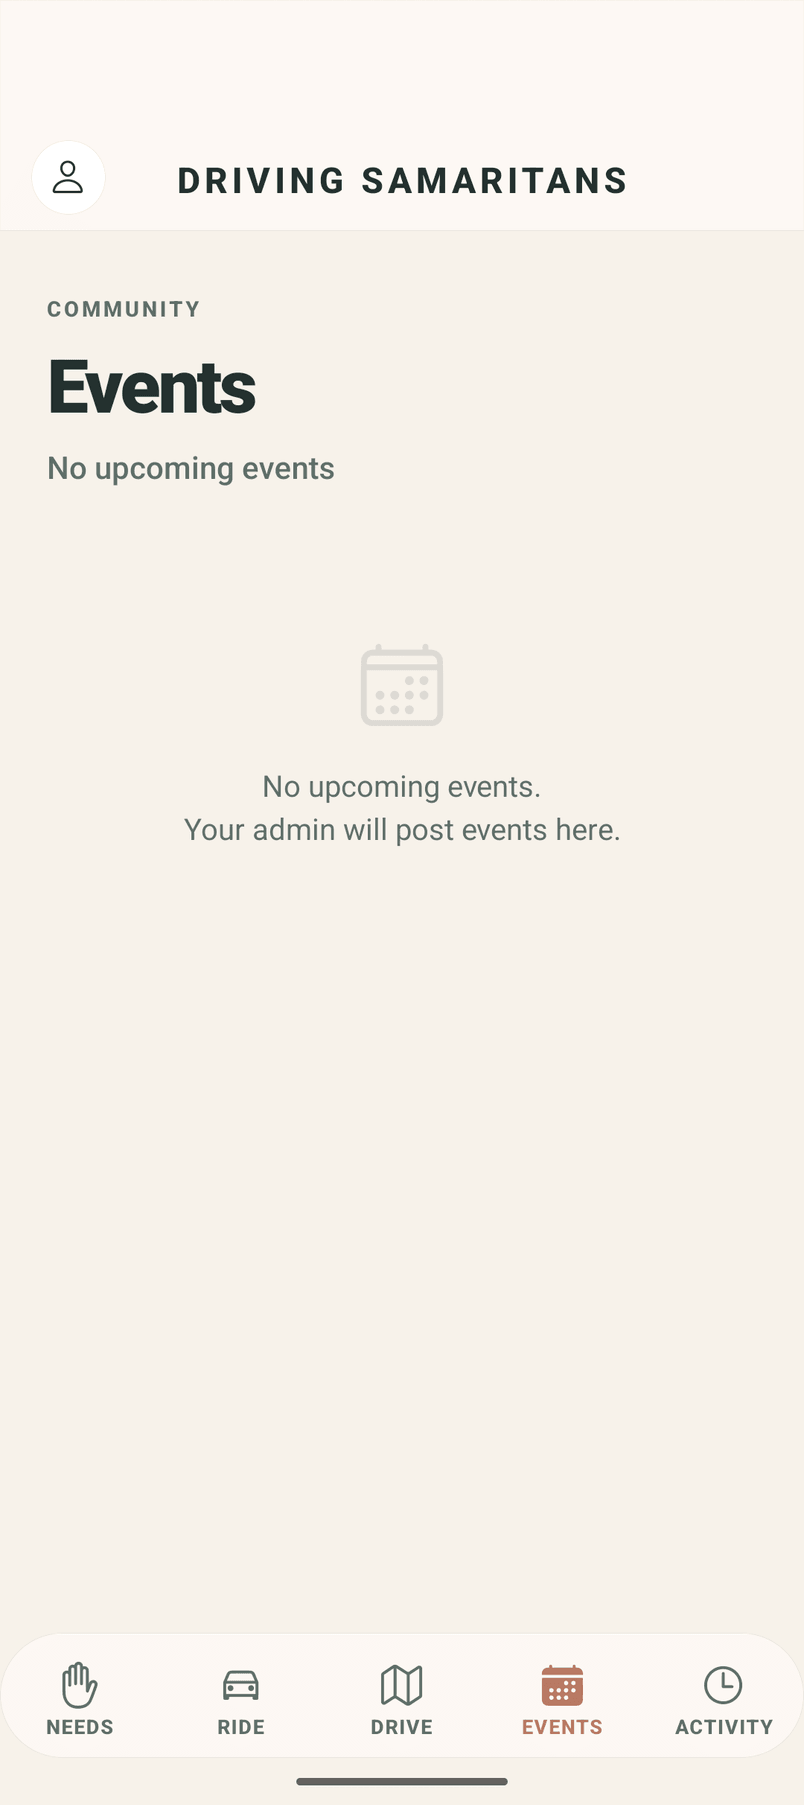 DRIVING SAMARITANS
COMMUNITY
Events
No upcoming events
No upcoming events.
Your admin will post events here.
NEEDS
RIDE
DRIVE
EVENTS
ACTIVITY